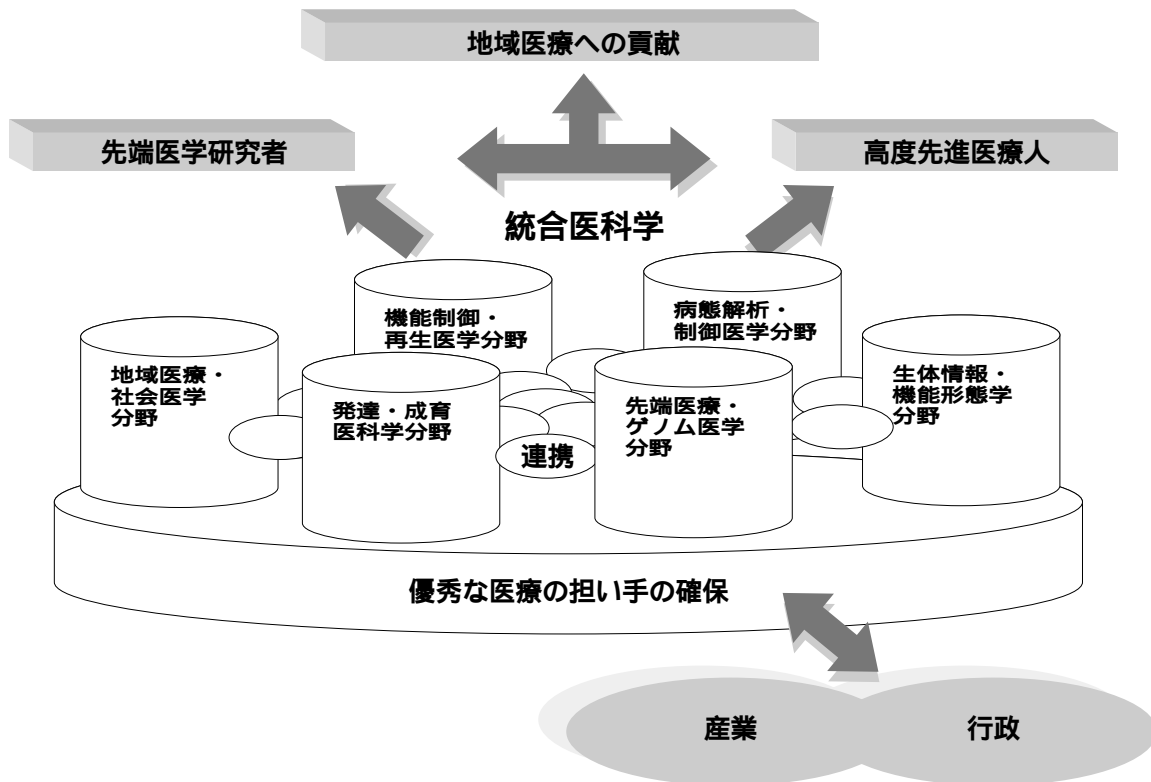 地域医療への貢献
先端医学研究者
高度先進医療人
統合医科学
機能制御・
再生医学分野
病態解析・
制御医学分野
地域医療・
社会医学
分野
発達・成育
医科学分野
先端医療・
ゲノム医学
分野
生体情報・
機能形態学
分野
連携
優秀な医療の担い手の確保
産業
行政